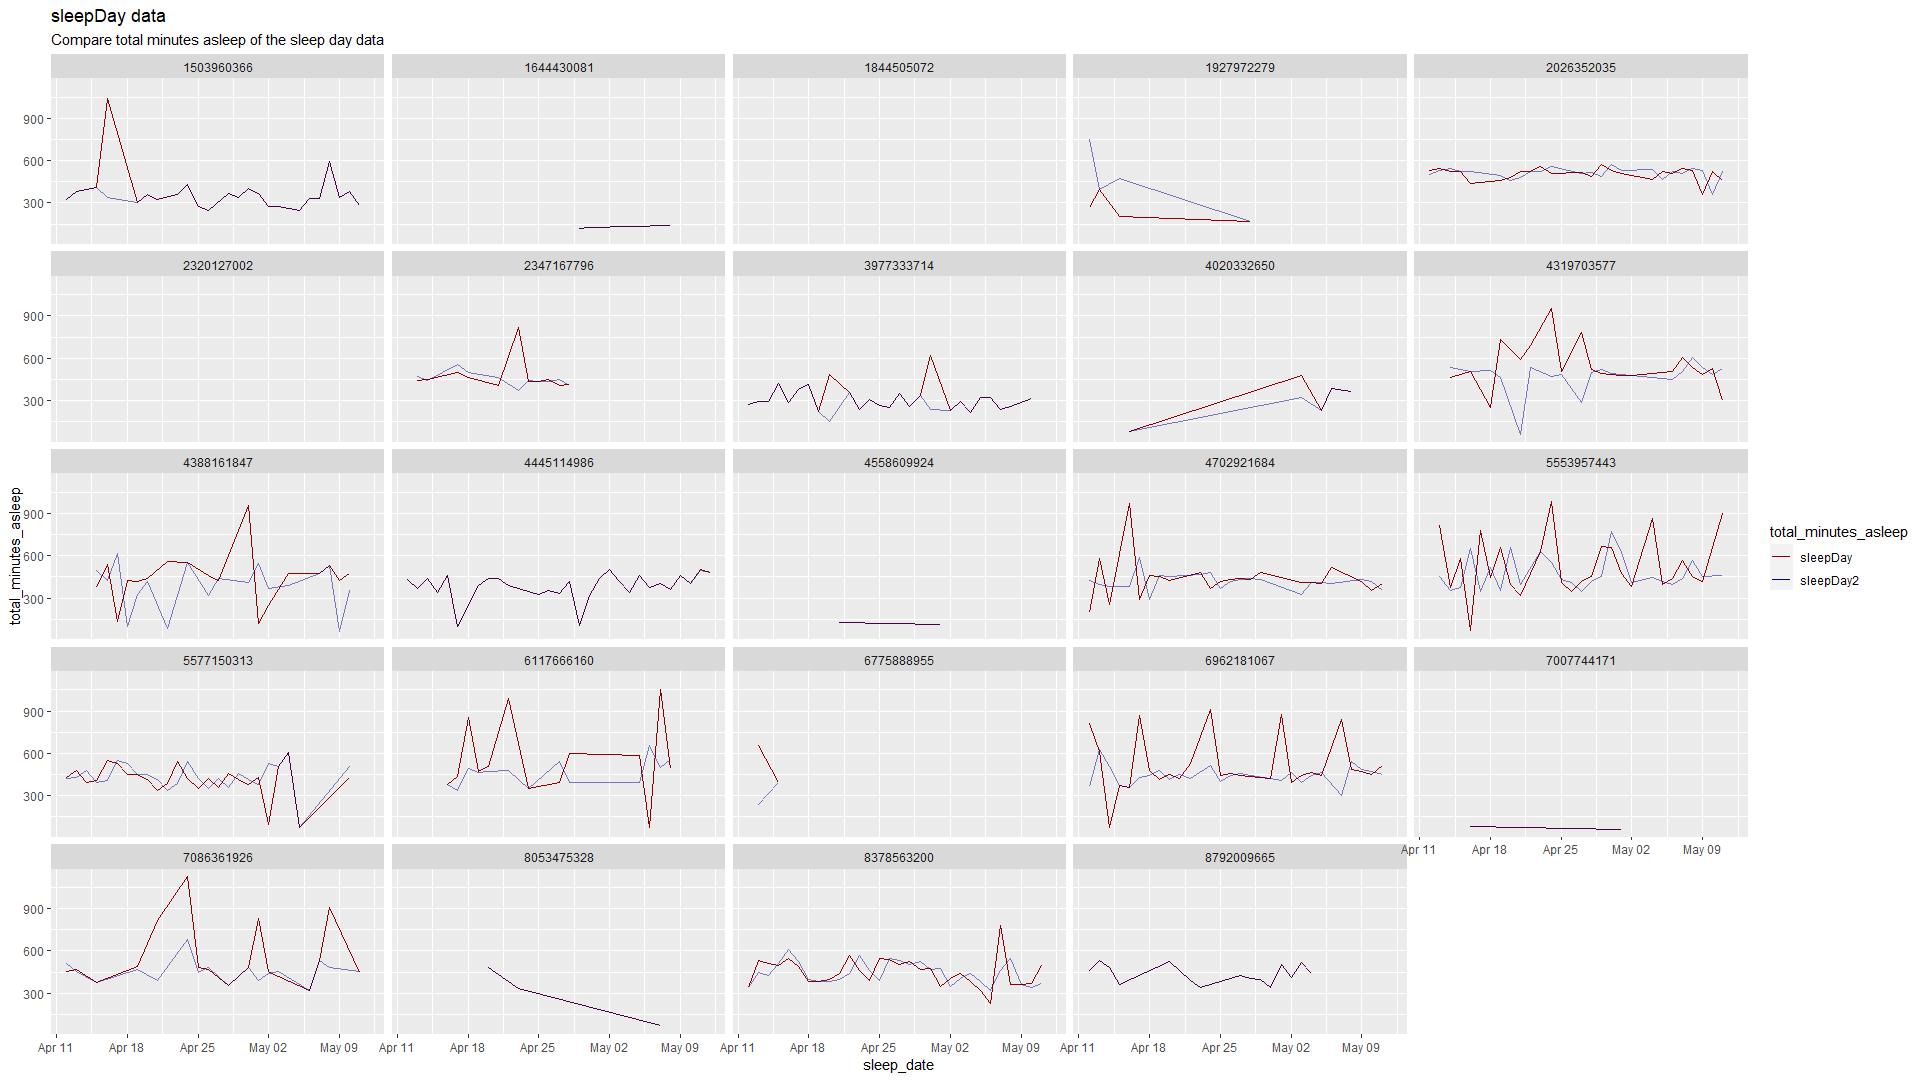 sleepDay data
Compare total minutes asleep of the sleep day data
1503960366 1644430081 1844505072 1927972279 2026352035
900
600
300
2320127002 2347167796 3977333714 4020332650 4319703577
900
600
300
4388161847 4445114986 4558609924 4702921684 5553957443
900
600
300
total_minutes_asleep
total_minutes_asleep
sleepDay
sleepDay2
5577150313 6117666160 6775888955 6962181067 7007744171
900
600
300
Apr 11 Apr 18 Apr 25 May 02 May 09
7086361926 8053475328 8378563200 8792009665
900
600
300
Apr 11 Apr 18 Apr 25 May 02 May 09 Apr 11 Apr 18 Apr 25 May 02 May 09 Apr 11 Apr 18 Apr 25 May 02 May 09 Apr 11 Apr 18 Apr 25 May 02 May 09
sleep_date